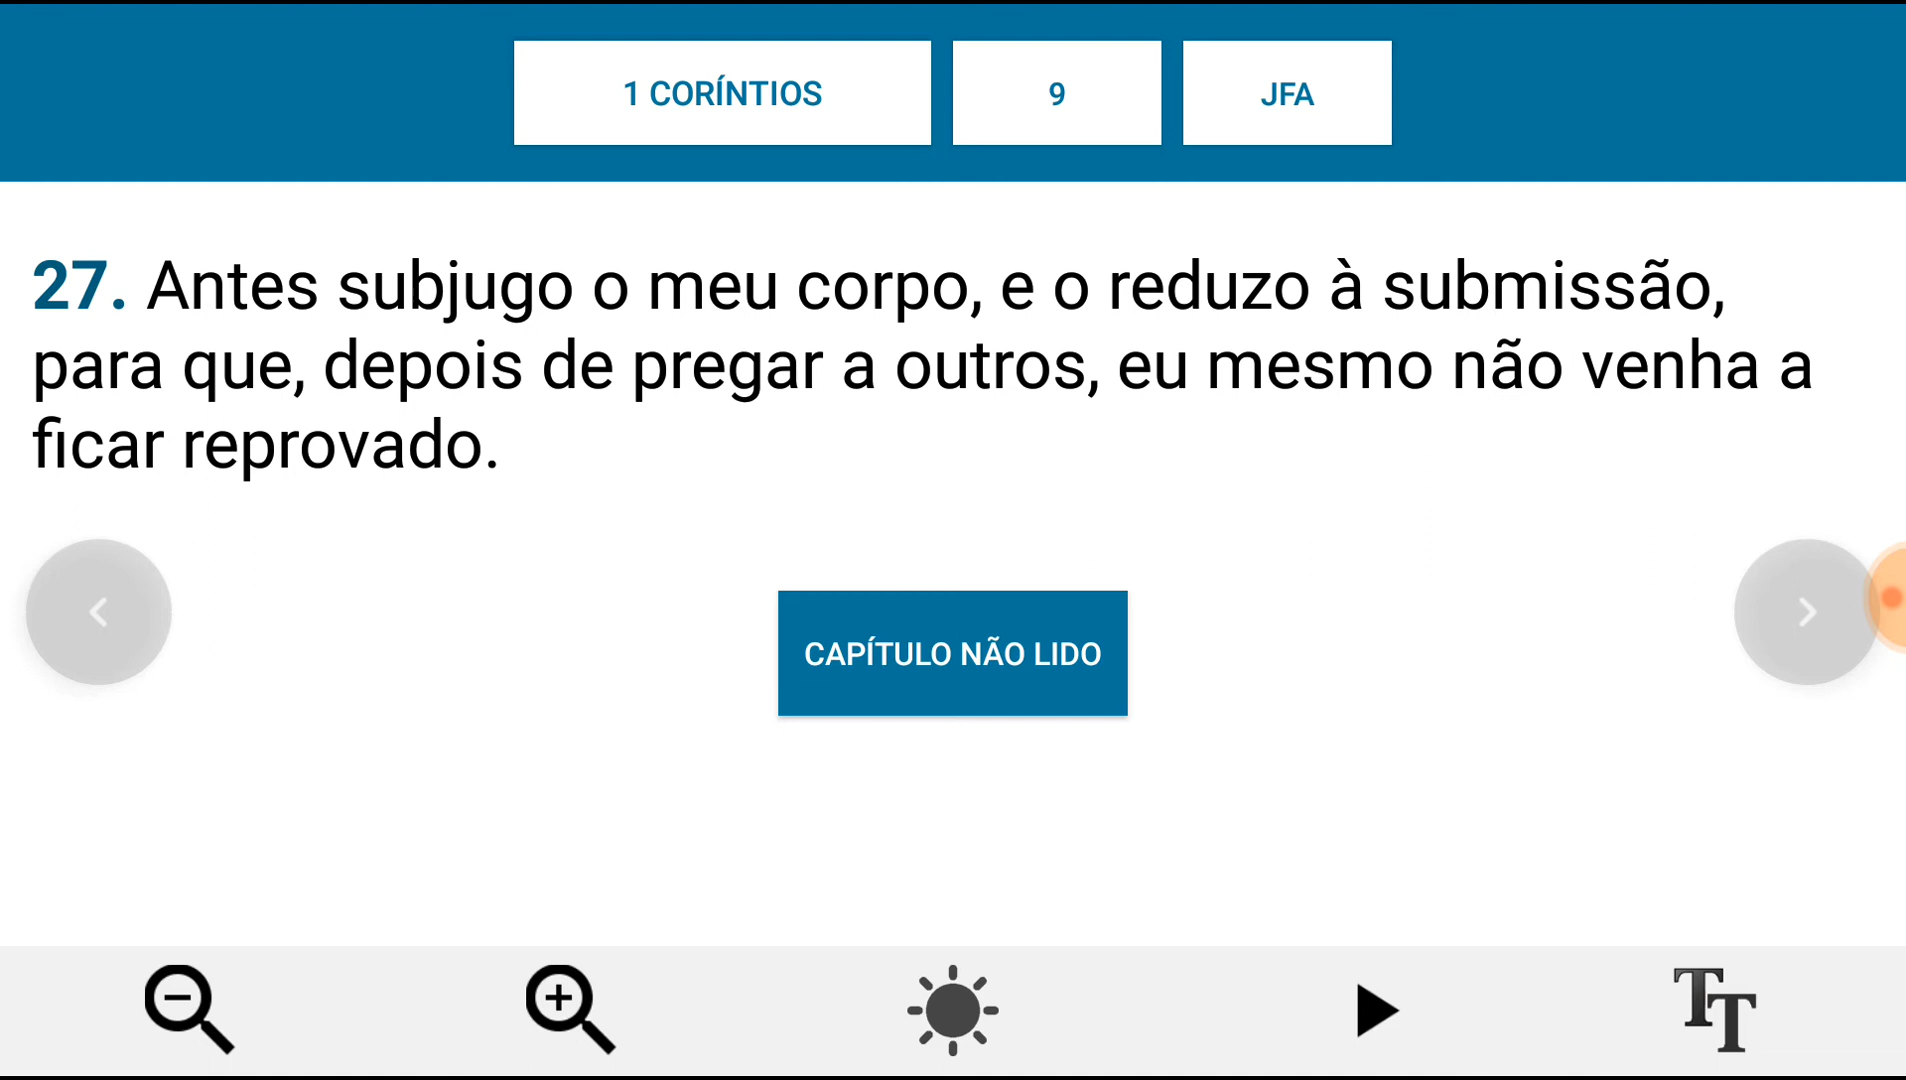 1 CORÍNTIOS
9
JFA
27. Antes subjugo o meu corpo, e o reduzo à submissão,
para que, depois de pregar a outros, eu mesmo não venha a
ficar reprovado.
CAPÍTULO NÃO LIDO
TT